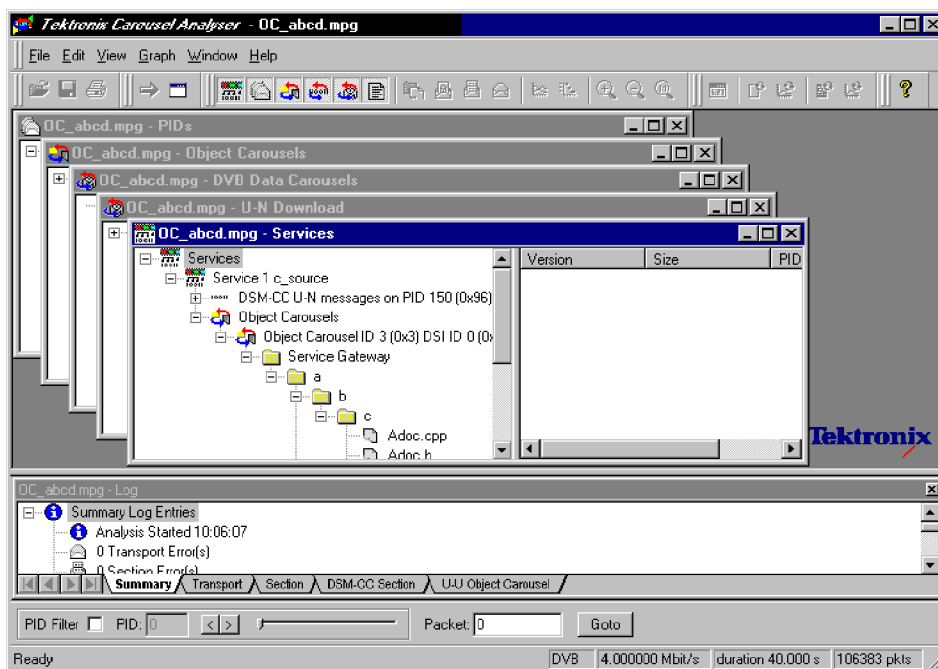 Tektronix Carousel Analyser - OC_abcd.mpg
File Edit View Graph Window Help
OC_abcd.mpg - PIDs
OC_abcd.mpg - Object Carousels
OC_abcd.mpg - DVB Data Carousels
OC_abcd.mpg - U-N Download
OC_abcd.mpg - Services
Services
Version Size PID
Service 1 c_source
DSM-CC U-N messages on PID 150 (0x96)
Object Carousels
Object Carousel ID 3 (0x3) DSI ID 0 (0x
Service Gateway
a
b
c
Adoc.cpp
Adoc.h
Tektronix
OC_abcd.mpg - Log
Summary Log Entries
Analysis Started 10:06:07
0 Transport Error(s)
0 Section Error(s)
Summary Transport Section DSM-CC Section U-U Object Carousel
PID Filter PID: 0 < > Packet: 0 Goto
Ready DVB 4.000000 Mbit/s duration 40.000 s 106383 pkts